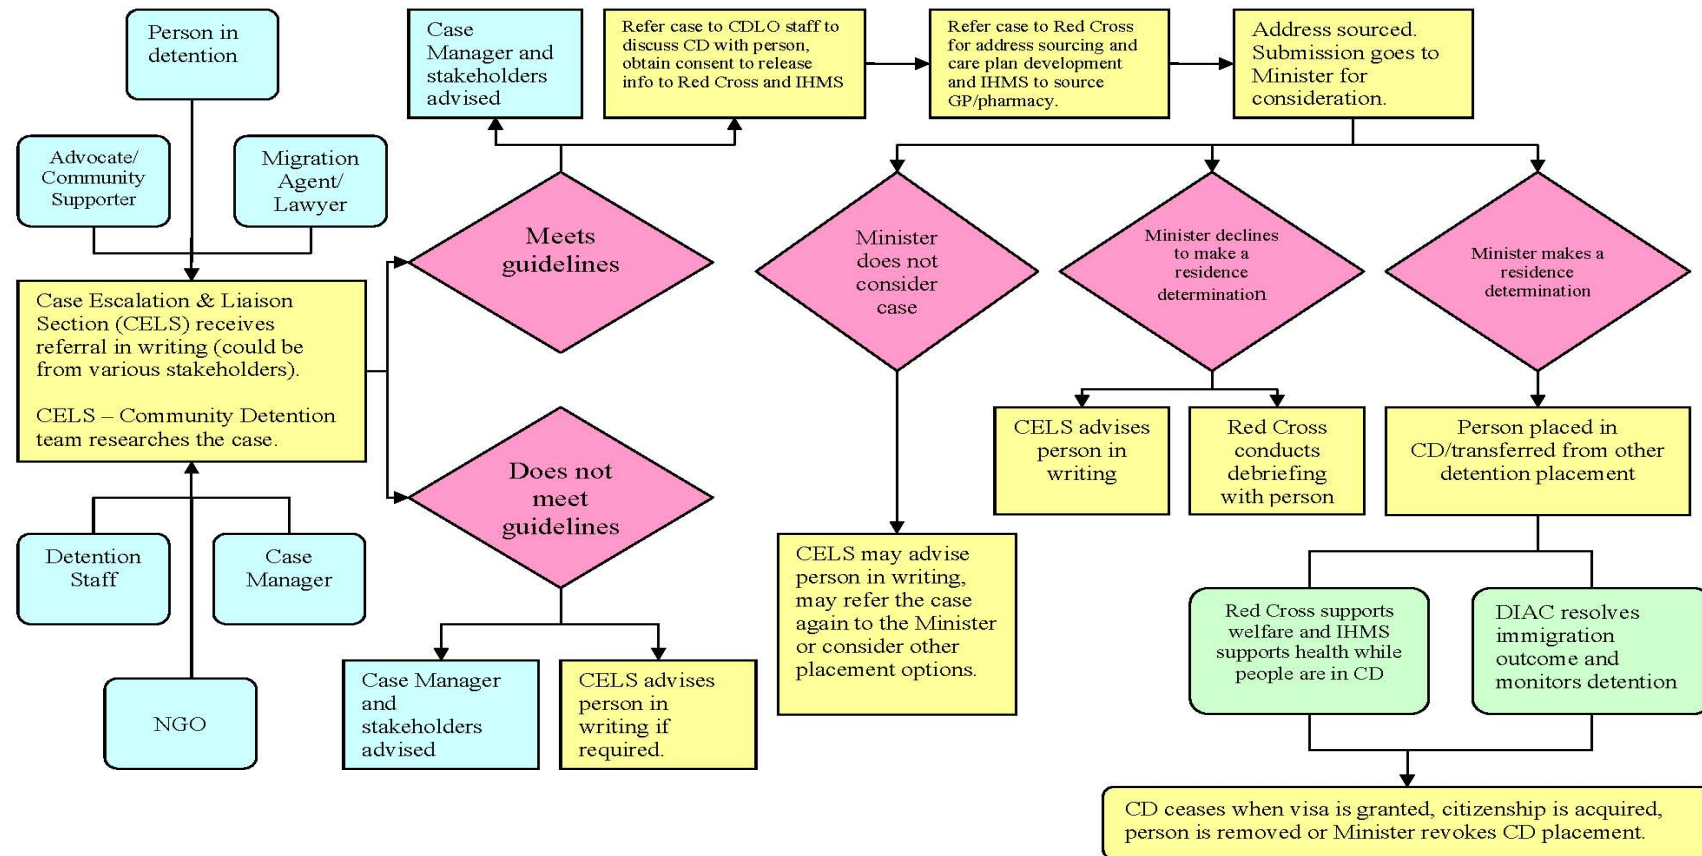 Person in
detention
Advocate/
Community
Supporter
Migration
Agent/
Lawyer
Case Escalation & Liaison
Section (CELS) receives
referral in writing (could be
from various stakeholders).
CELS – Community Detention
team researches the case.
Detention
Staff
Case
Manager
NGO
Meets
guidelines
Does not
meet
guidelines
Case
Manager and
stakeholders
advised
Refer case to CDLO staff to
discuss CD with person,
obtain consent to release
info to Red Cross and IHMS
Refer case to Red Cross
for address sourcing and
care plan development
and IHMS to source
GP/pharmacy.
Address sourced.
Submission goes to
Minister for
consideration.
Case Manager
and
stakeholders
advised
CELS advises
person in
writing if
required.
Minister
does not
consider
case
Minister declines
to make a
residence
determination
Minister makes a
residence
determination
CELS may advise
person in writing,
may refer the case
again to the Minister
or consider other
placement options.
CELS advises
person in
writing
Red Cross
conducts
debriefing
with person
Person placed in
CD/transferred from other
detention placement
Red Cross supports
welfare and IHMS
supports health while
people are in CD
DIAC resolves
immigration
outcome and
monitors detention
CD ceases when visa is granted, citizenship is acquired,
person is removed or Minister revokes CD placement.